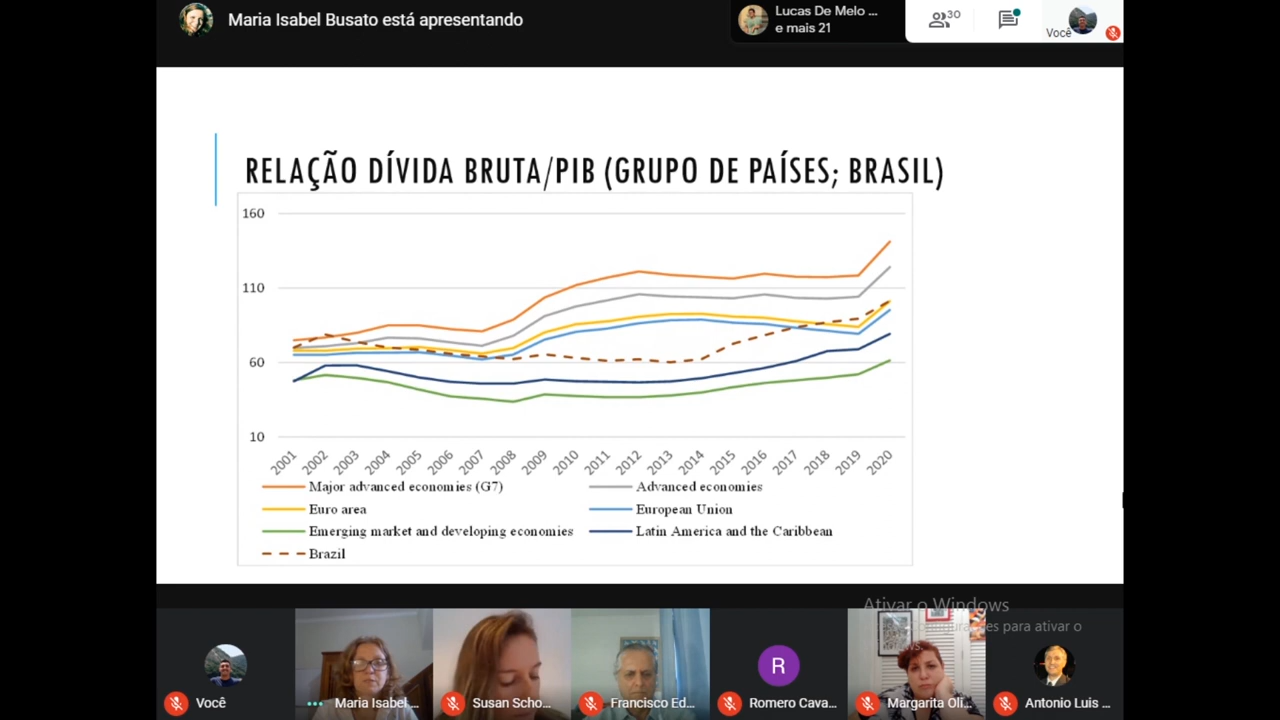 Maria Isabel Busato está apresentando
Lucas De Melo ...
e mais 21
30
Você
RELAÇÃO DÍVIDA BRUTA/PIB (GRUPO DE PAÍSES; BRASIL)
160
110
60
10
2001 2002 2003 2004 2005 2006 2007 2008 2009 2010 2011 2012 2013 2014 2015 2016 2017 2018 2019 2020
Major advanced economies (G7)
Advanced economies
Euro area
European Union
Emerging market and developing economies
Latin America and the Caribbean
Brazil
Ativar o Windows
es para ativar o
R
Você
Maria Isabel ...
Susan Scho...
Francisco Ed...
Romero Cava...
Margarita Oli...
Antonio Luis ...